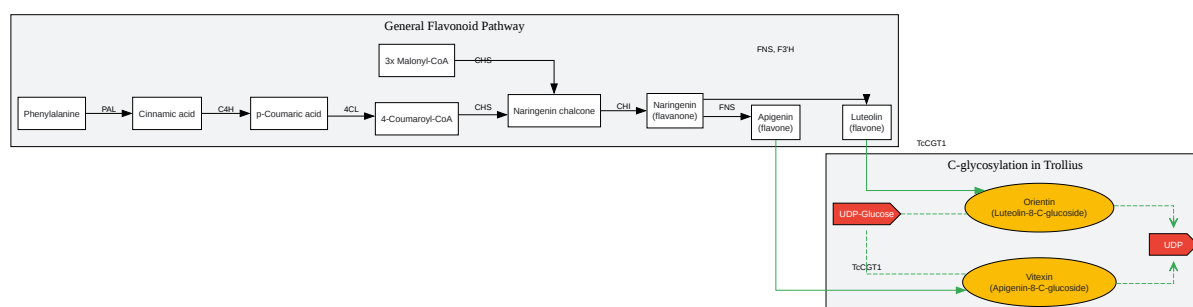 General Flavonoid Pathway
FNS, F3'H
3x Malonyl-CoA
CHS
Phenylalanine
PAL
Cinnamic acid
C4H
p-Coumaric acid
4CL
4-Coumaroyl-CoA
CHS
Naringenin chalcone
CHI
Naringenin
(flavanone)
FNS
Apigenin
(flavone)
Luteolin
(flavone)
TcCGT1
C-glycosylation in Trollius
Orientin
(Luteolin-8-C-glucoside)
UDP-Glucose
UDP
TcCGT1
Vitexin
(Apigenin-8-C-glucoside)